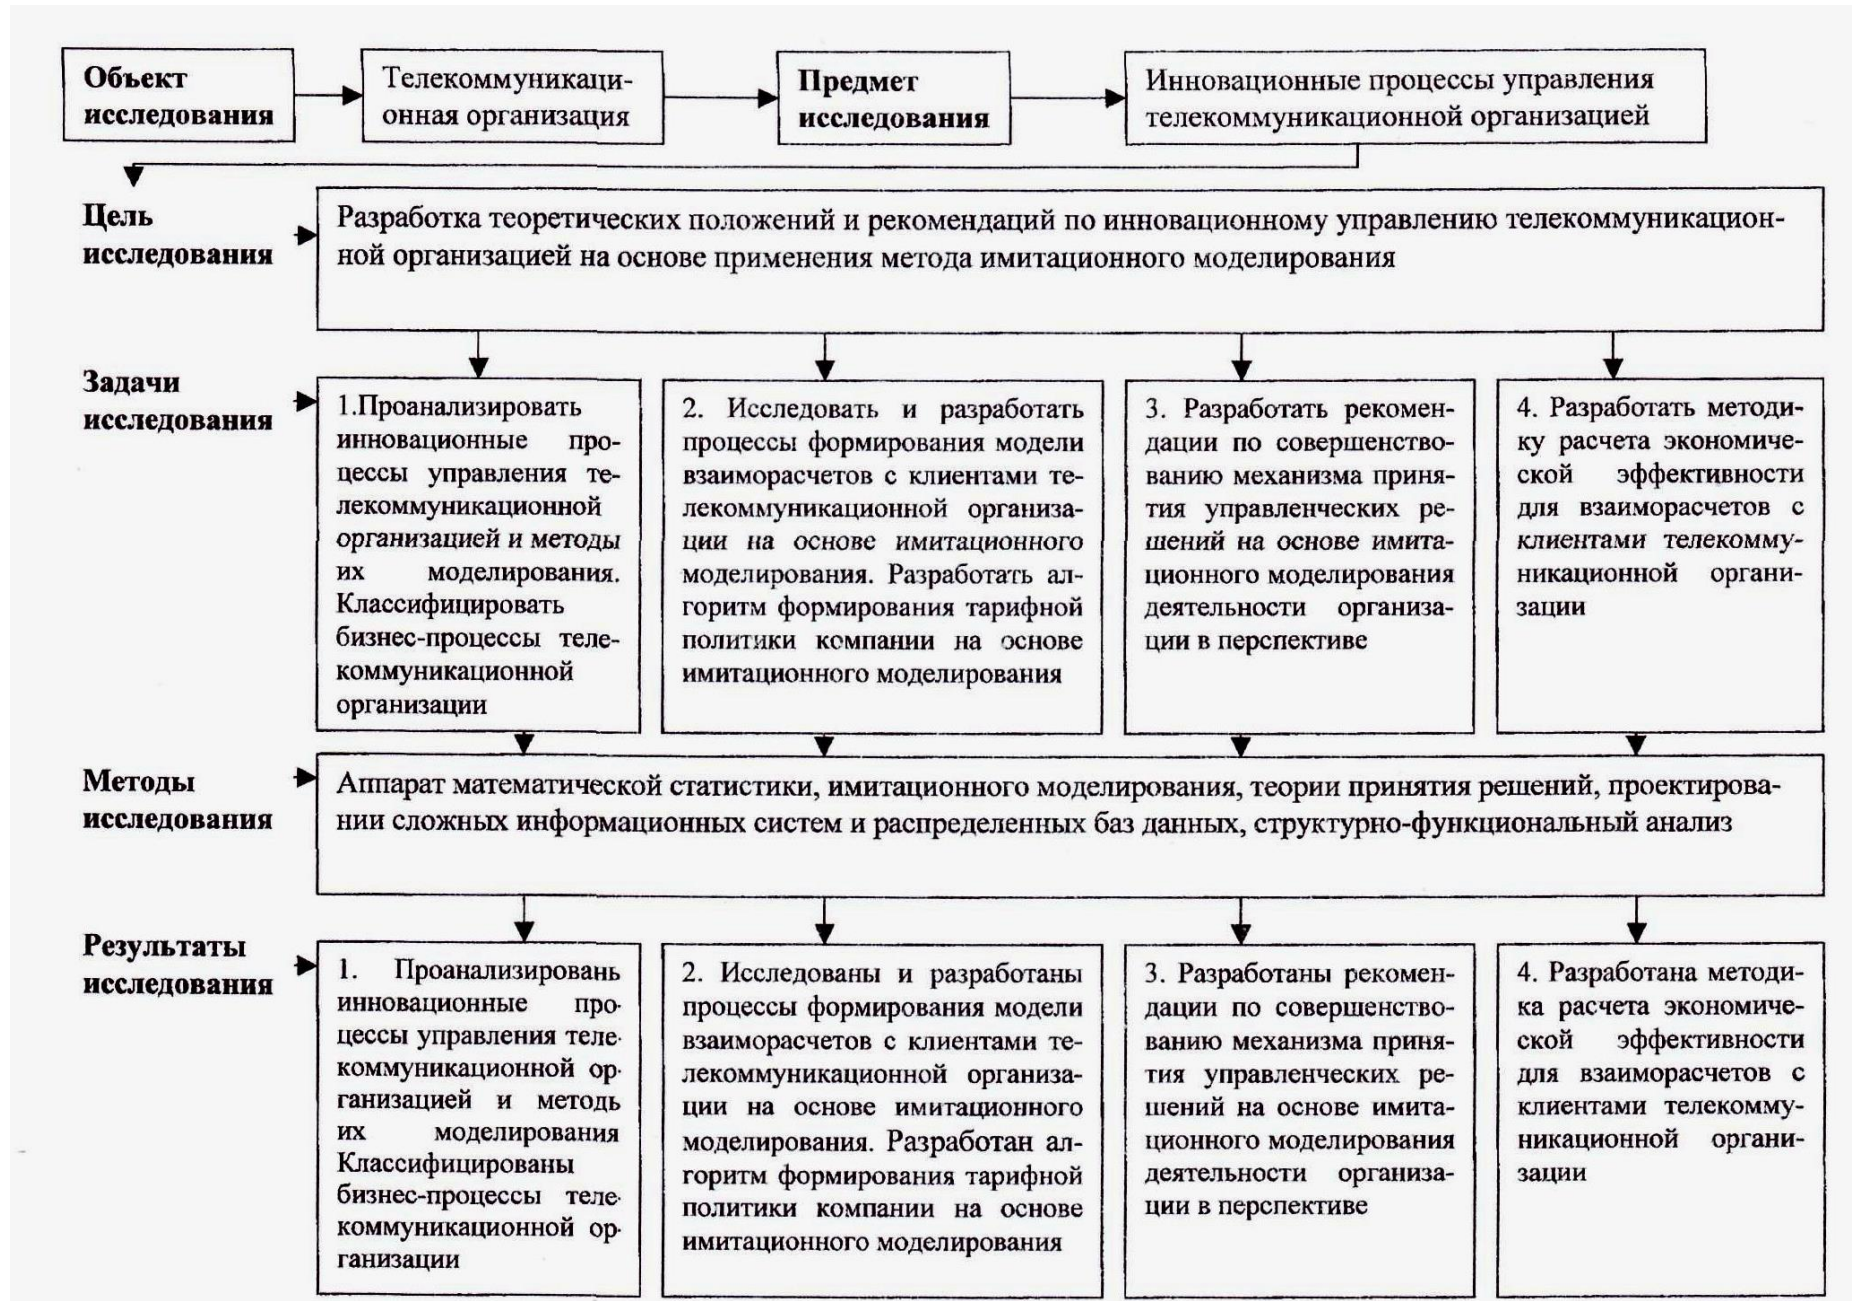 Объект
исследования
Телекоммуникаци-
онная организация
Предмет
исследования
Инновационные процессы управления
телекоммуникационной организацией
Цель
исследования
Разработка теоретических положений и рекомендаций по инновационному управлению телекоммуникацион-
ной организацией на основе применения метода имитационного моделирования
Задачи
исследования
1.Проанализировать
инновационные про-
цессы управления те-
лекоммуникационной
организацией и методы
их моделирования.
Классифицировать
бизнес-процессы теле-
коммуникационной
организации
2. Исследовать и разработать
процессы формирования модели
взаиморасчетов с клиентами те-
лекоммуникационной организа-
ции на основе имитационного
моделирования. Разработать ал-
горитм формирования тарифной
политики компании на основе
имитационного моделирования
3. Разработать рекомен-
дации по совершенство-
ванию механизма приня-
тия управленческих ре-
шений на основе имита-
ционного моделирования
деятельности организа-
ции в перспективе
4. Разработать методи-
ку расчета экономиче-
ской эффективности
для взаиморасчетов с
клиентами телекомму-
никационной органи-
зации
Методы
исследования
Аппарат математической статистики, имитационного моделирования, теории принятия решений, проектирова-
нии сложных информационных систем и распределенных баз данных, структурно-функциональный анализ
Результаты
исследования
1. Проанализировань
инновационные про-
цессы управления теле-
коммуникационной ор-
ганизацией и методь
их моделирования
Классифицированы
бизнес-процессы теле-
коммуникационной ор-
ганизации
2. Исследованы и разработаны
процессы формирования модели
взаиморасчетов с клиентами те-
лекоммуникационной организа-
ции на основе имитационного
моделирования. Разработан ал-
горитм формирования тарифной
политики компании на основе
имитационного моделирования
3. Разработаны рекомен-
дации по совершенство-
ванию механизма приня-
тия управленческих ре-
шений на основе имита-
ционного моделирования
деятельности организа-
ции в перспективе
4. Разработана методи-
ка расчета экономиче-
ской эффективности
для взаиморасчетов с
клиентами телекомму-
никационной органи-
зации